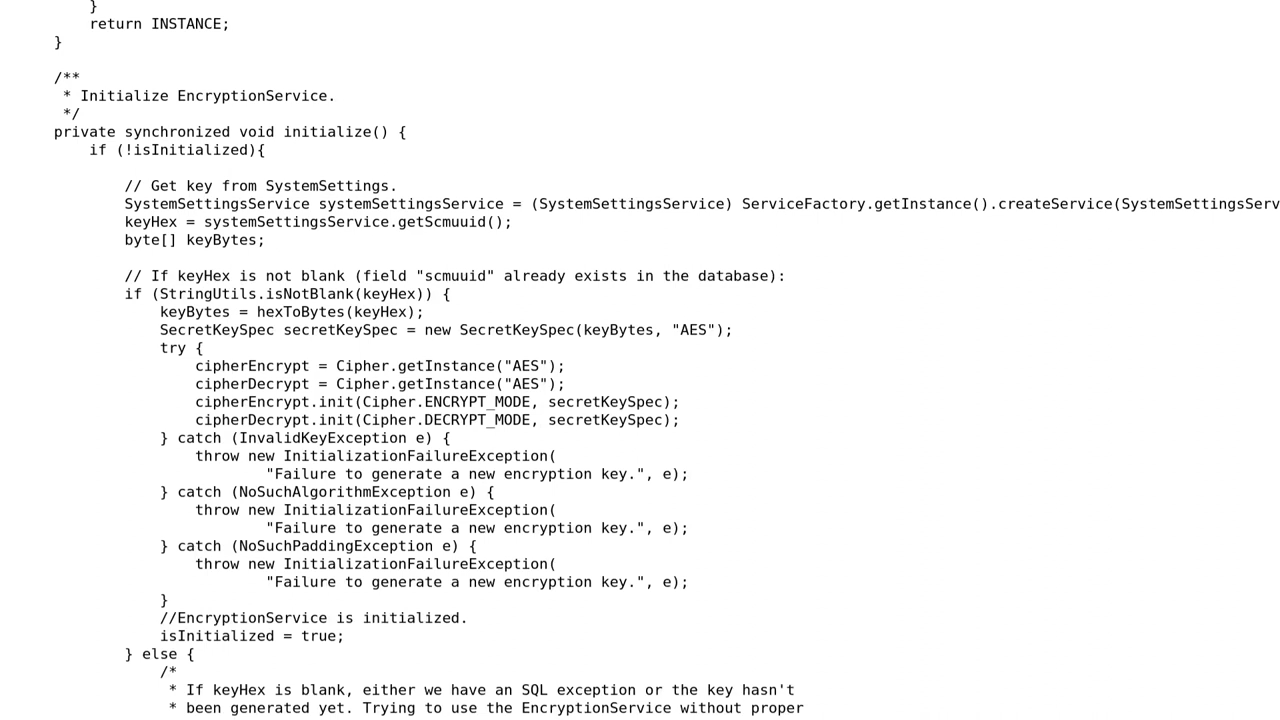 }
return INSTANCE;
}
/**
* Initialize EncryptionService.
*/
private synchronized void initialize() {
if (!isInitialized){
// Get key from SystemSettings.
SystemSettingsService systemSettingsService = (SystemSettingsService) ServiceFactory.getInstance().createService(SystemSettingsServ
keyHex = systemSettingsService.getScmuuid();
byte[] keyBytes;
// If keyHex is not blank (field "scmuuid" already exists in the database):
if (StringUtils.isNotBlank(keyHex)) {
keyBytes = hexToBytes(keyHex);
SecretKeySpec secretKeySpec = new SecretKeySpec(keyBytes, "AES");
try {
cipherEncrypt = Cipher.getInstance("AES");
cipherDecrypt = Cipher.getInstance("AES");
cipherEncrypt.init(Cipher.ENCRYPT_MODE, secretKeySpec);
cipherDecrypt.init(Cipher.DECRYPT_MODE, secretKeySpec);
} catch (InvalidKeyException e) {
throw new InitializationFailureException(
"Failure to generate a new encryption key.", e);
} catch (NoSuchAlgorithmException e) {
throw new InitializationFailureException(
"Failure to generate a new encryption key.", e);
} catch (NoSuchPaddingException e) {
throw new InitializationFailureException(
"Failure to generate a new encryption key.", e);
}
//EncryptionService is initialized.
isInitialized = true;
} else {
/*
* If keyHex is blank, either we have an SQL exception or the key hasn't
* been generated yet. Trying to use the EncryptionService without proper